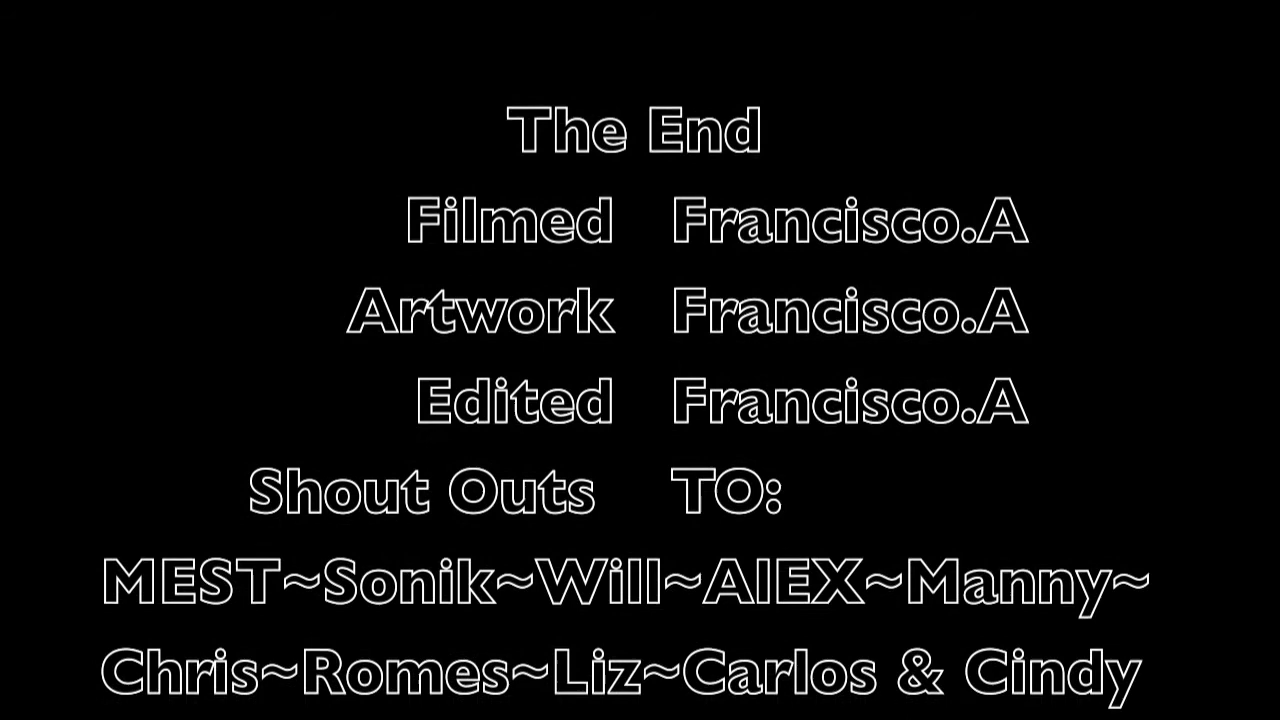 The End
Filmed Francisco.A
Artwork Francisco.A
Edited Francisco.A
Shout Outs TO:
MEST~Sonik~Will~AlEX~Manny~
Chris~Romes~Liz~Carlos & Cindy